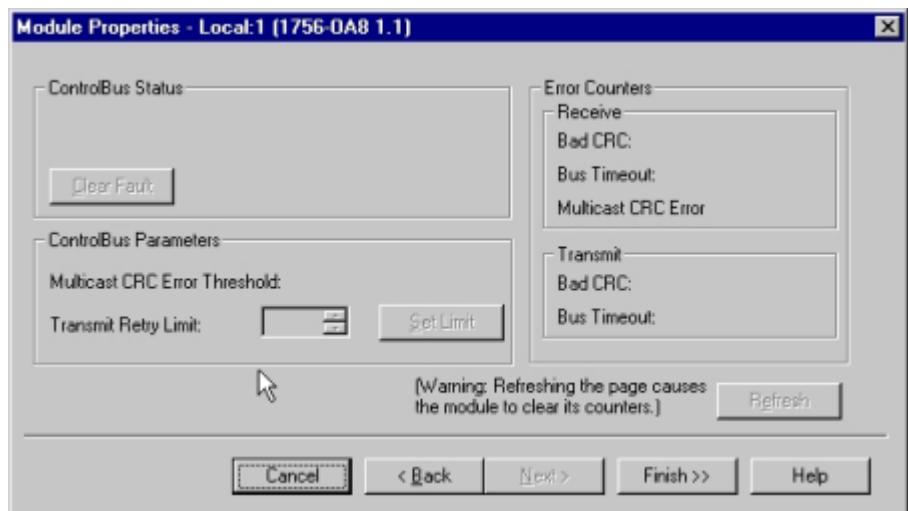 Module Properties - Local:1 (1756-OA8 1.1)
ControlBus Status
Clear Fault
ControlBus Parameters
Multicast CRC Error Threshold:
Transmit Retry Limit:
Set Limit
Error Counters
Receive
Bad CRC:
Bus Timeout:
Multicast CRC Error
Transmit
Bad CRC:
Bus Timeout:
(Warning: Refreshing the page causes
the module to clear its counters.)
Refresh
Cancel
< Back
Next >
Finish >>
Help